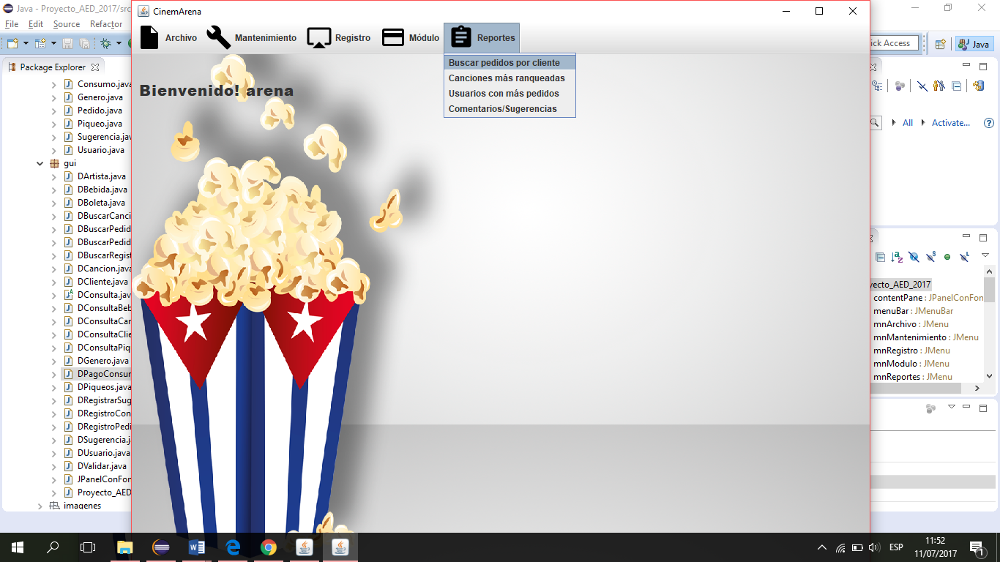 Java - Proyecto_AED_2017/src
File Edit Source Refactor
Package Explorer
Consumo.java
Genero.java
Pedido.java
Piqueo.java
Sugerencia.java
Usuario.java
gui
DArtista.java
DBebida.java
DBoleta.java
DBuscarCanci
DBuscarPedid
DBuscarPedid
DBuscarRegist
DCancion.java
DCliente.java
DConsulta.java
DConsultaBeb
DConsultaCar
DConsultaClie
DConsultaPiq
DGenero.java
DPagoConsur
DPiqueos.java
DRegistrarSug
DRegistroCon
DRegistroPedi
DSugerencia.j
DUsuario.java
DValidar.java
JPanelConFon
Proyecto_AED
imagenes
CinemArena
Archivo Mantenimiento Registro Módulo Reportes
Buscar pedidos por cliente
Canciones más ranqueadas
Usuarios con más pedidos
Comentarios/Sugerencias
Bienvenido! arena
ick Access
Java
All Activate...
yecto_AED_2017
contentPane : JPanelConFon
menuBar : JMenuBar
mnArchivo : JMenu
mnMantenimiento : JMenu
mnRegistro : JMenu
mnModulo : JMenu
mnReportes : JMenu
ESP
11:52
11/07/2017
1